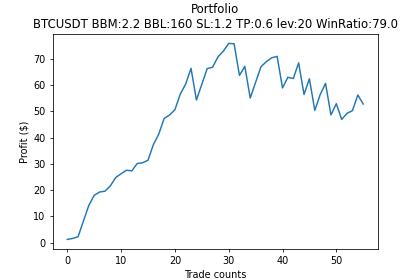 Portfolio
BTCUSDT BBM:2.2 BBL:160 SL:1.2 TP:0.6 lev:20 WinRatio:79.0
70
60
50
40
30
20
10
0
Profit ($)
0 10 20 30 40 50
Trade counts